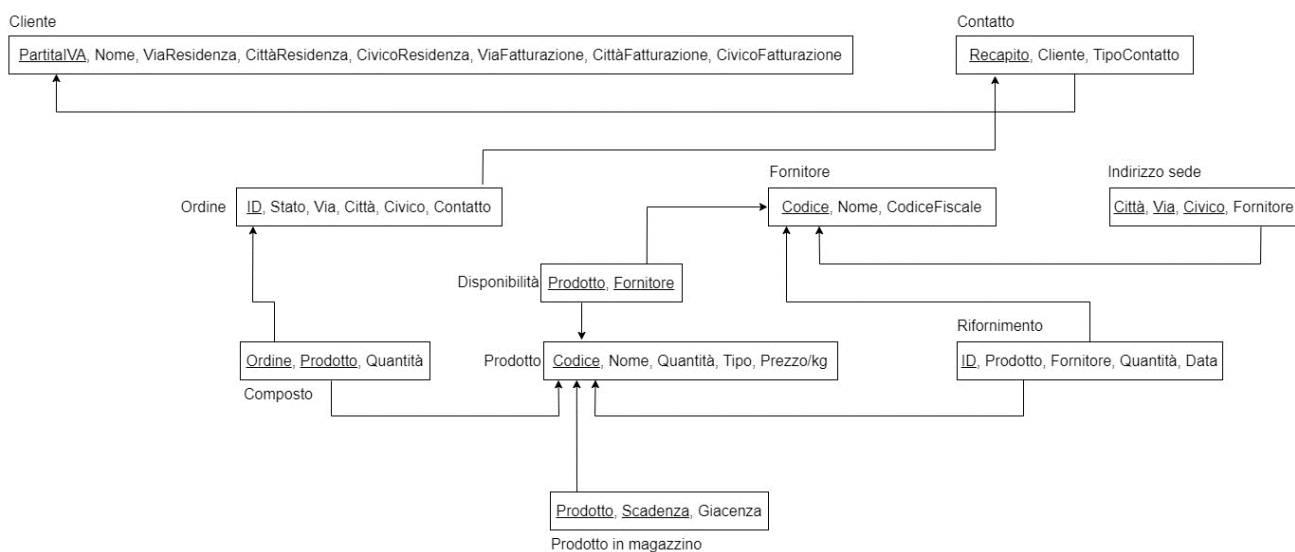 Cliente
PartitaIVA, Nome, ViaResidenza, CittàResidenza, CivicoResidenza, ViaFatturazione, CittàFatturazione, CivicoFatturazione
Contatto
Recapito, Cliente, TipoContatto
Ordine
ID, Stato, Via, Città, Civico, Contatto
Fornitore
Codice, Nome, CodiceFiscale
Indirizzo sede
Città, Via, Civico, Fornitore
Disponibilità
Prodotto, Fornitore
Ordine, Prodotto, Quantità
Composto
Prodotto
Codice, Nome, Quantità, Tipo, Prezzo/kg
Rifornimento
ID, Prodotto, Fornitore, Quantità, Data
Prodotto, Scadenza, Giacenza
Prodotto in magazzino